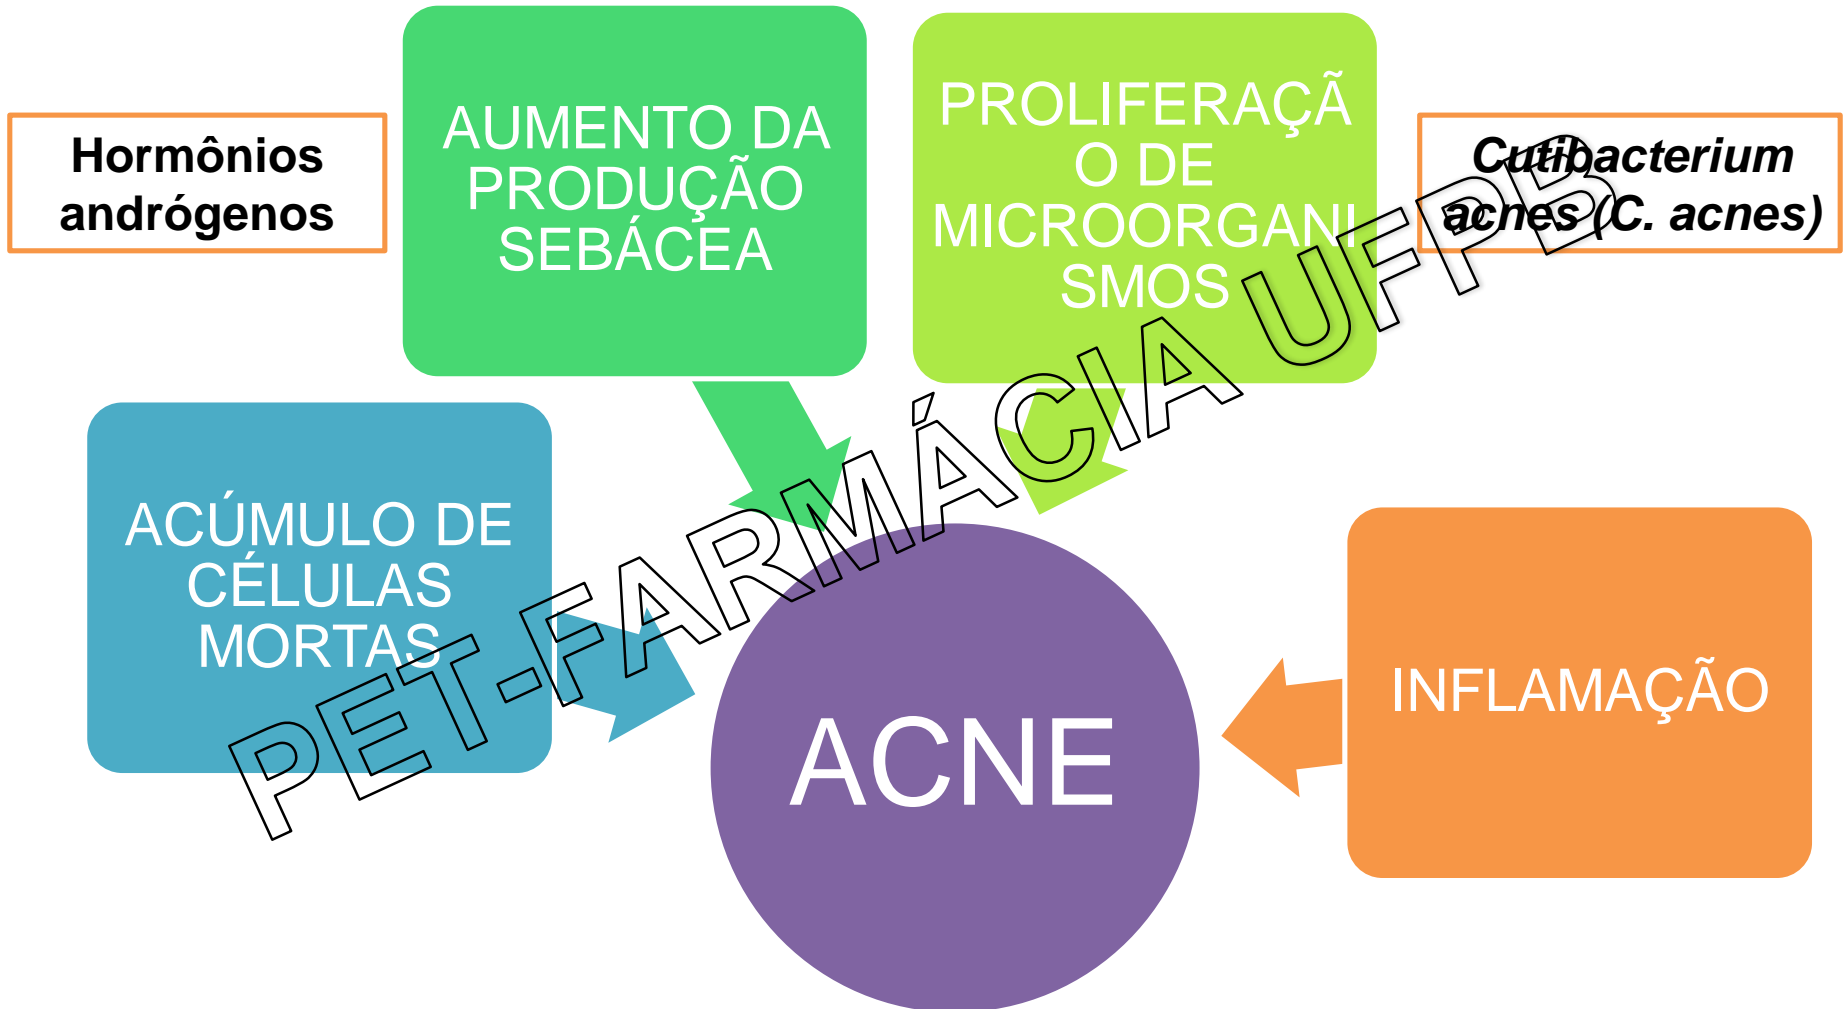 Hormônios
andrógenos
AUMENTO DA
PRODUÇÃO
SEBÁCEA
PROLIFERAÇÃ
O DE
MICROORGANI
SMOS
Cutibacterium
acnes (C. acnes)
ACÚMULO DE
CÉLULAS
MORTAS
INFLAMAÇÃO
ACNE
PET-FARMÁCIA UFPB